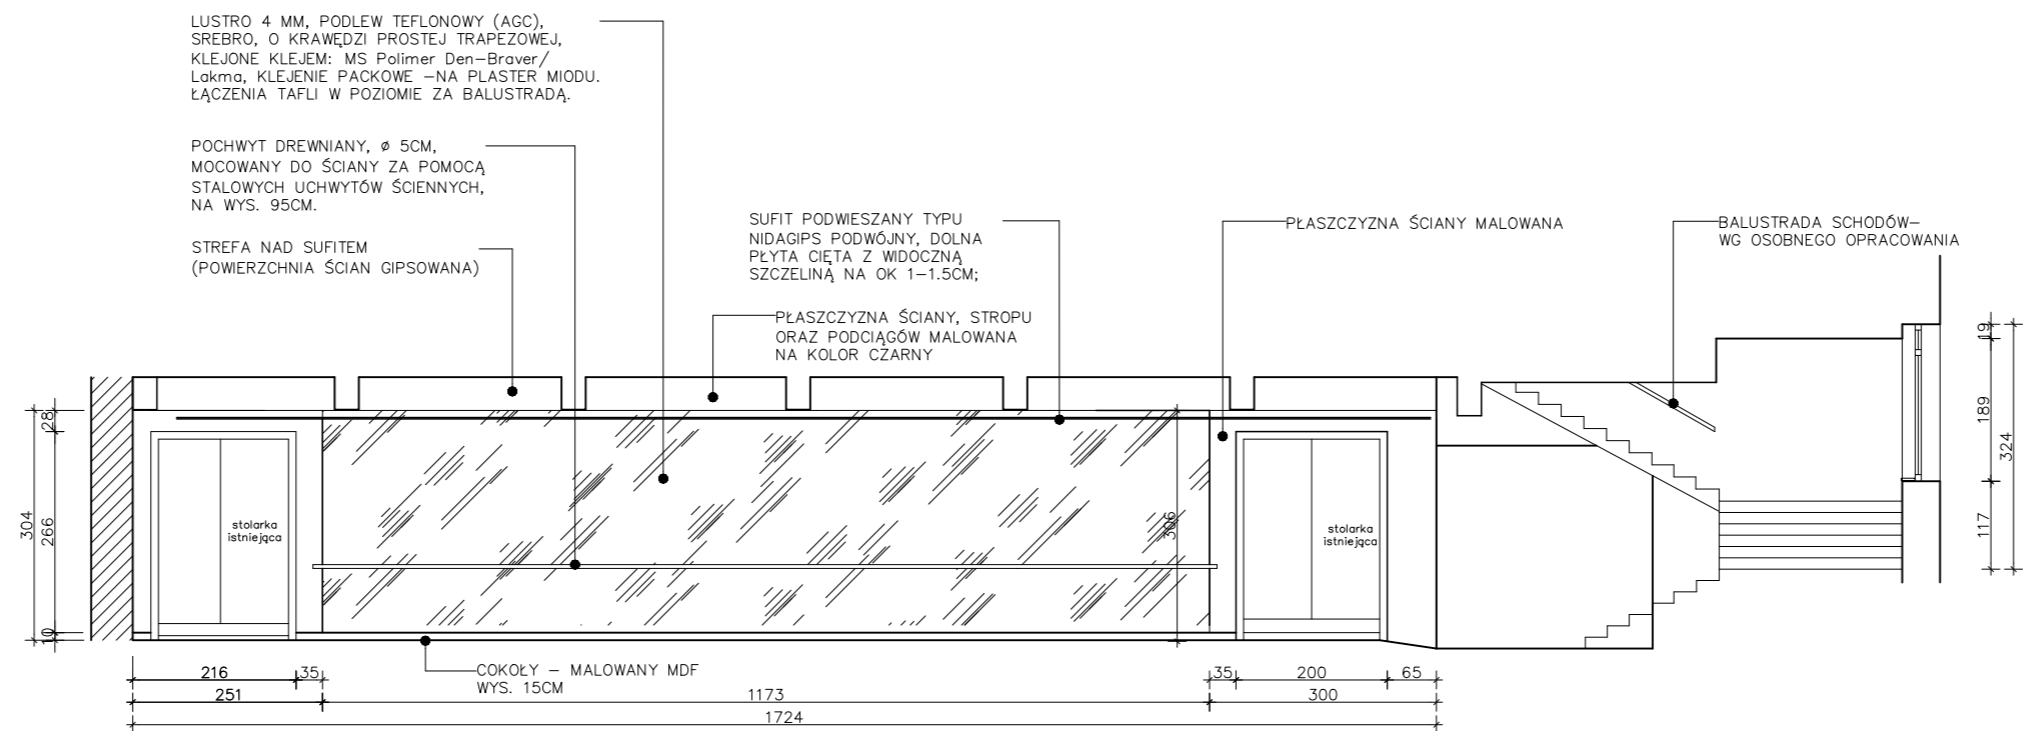 LUSTRO 4 MM, PODLEW TEFLONOWY (AGC),
SREBRO, O KRAWĘDZI PROSTEJ TRAPEZOWEJ,
KLEJONE KLEJEM: MS Polimer Den-Braver/
Lakma, KLEJENIE PACKOWE -NA PLASTER MIODU.
ŁĄCZENIA TAFLI W POZIOMIE ZA BALUSTRADĄ.
POCHWYT DREWNIANY, ø 5CM,
MOCOWANY DO ŚCIANY ZA POMOCĄ
STALOWYCH UCHWYTÓW ŚCIENNYCH,
NA WYS. 95CM.
STREFA NAD SUFITEM
(POWIERZCHNIA ŚCIAN GIPSOWANA)
SUFIT PODWIESZANY TYPU
NIDAGIPS PODWÓJNY, DOLNA
PŁYTA CIĘTA Z WIDOCZNĄ
SZCZELINĄ NA OK 1-1.5CM;
PŁASZCZYZNA ŚCIANY, STROPU
ORAZ PODCIĄGÓW MALOWANA
NA KOLOR CZARNY
PŁASZCZYZNA ŚCIANY MALOWANA
BALUSTRADA SCHODÓW-
WG OSOBNEGO OPRACOWANIA
304
28
266
10
stolarka
istniejąca
306
stolarka
istniejąca
19
189
117
324
COKOŁY - MALOWANY MDF
WYS. 15CM
216
35
35
200
65
251
1173
300
1724